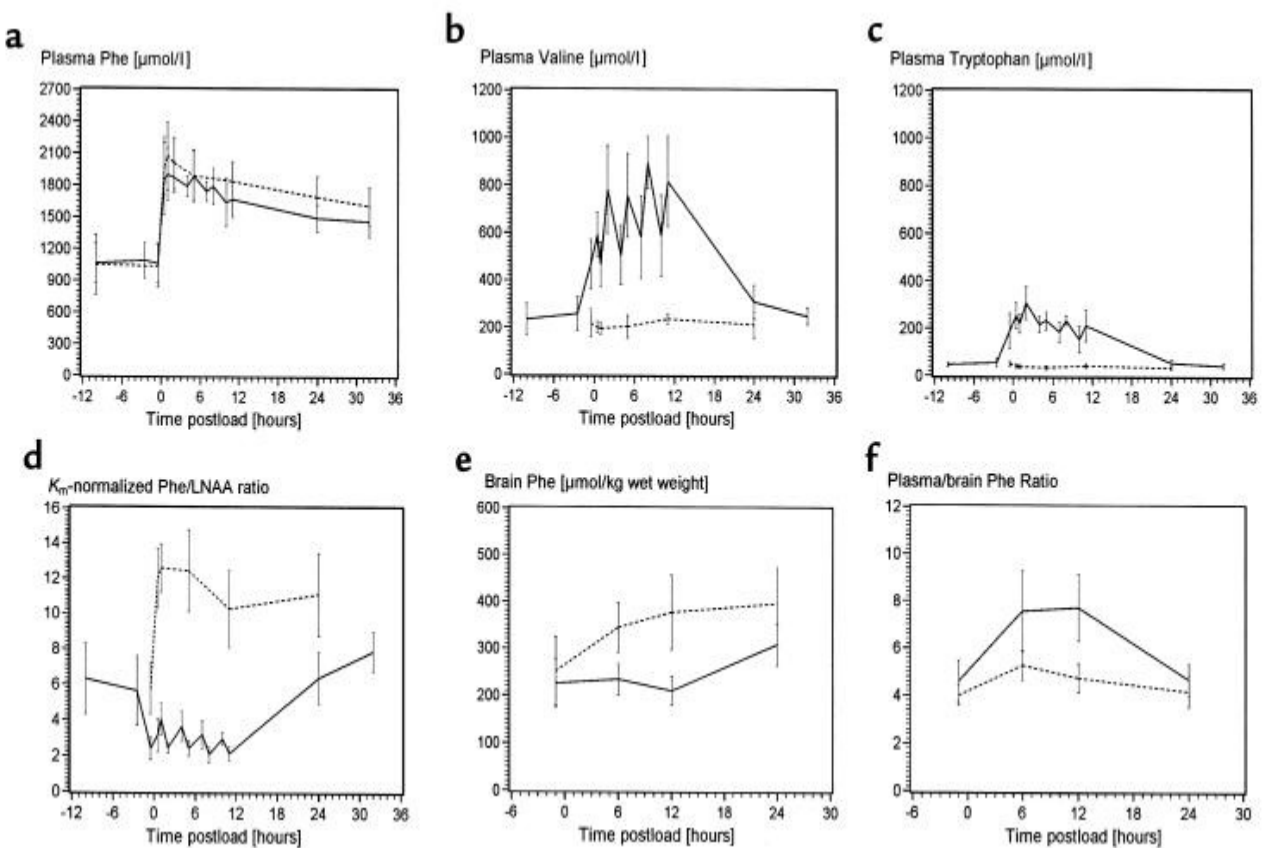 a
Plasma Phe [µmol/l]
2700
2400
2100
1800
1500
1200
900
600
300
0
-12 -6 0 6 12 18 24 30 36
Time postload [hours]
b
Plasma Valine [µmol/l]
1200
1000
800
600
400
200
0
-12 -6 0 6 12 18 24 30 36
Time postload [hours]
c
Plasma Tryptophan [µmol/l]
1200
1000
800
600
400
200
0
-12 -6 0 6 12 18 24 30 36
Time postload [hours]
d
Km-normalized Phe/LNAA ratio
16
14
12
10
8
6
4
2
0
-12 -6 0 6 12 18 24 30 36
Time postload [hours]
e
Brain Phe [µmol/kg wet weight]
600
500
400
300
200
100
0
-6 0 6 12 18 24 30
Time postload [hours]
f
Plasma/brain Phe Ratio
12
10
8
6
4
2
0
-6 0 6 12 18 24 30
Time postload [hours]